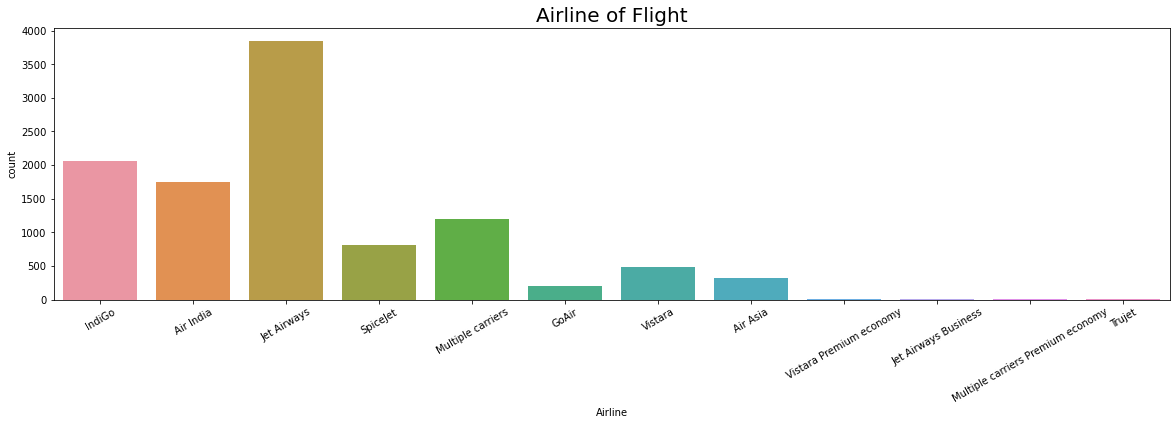 Airline of Flight
4000
3500
3000
2500
2000
1500
1000
500
0
count
IndiGo
Air India
Jet Airways
SpiceJet
Multiple carriers
GoAir
Vistara
Air Asia
Vistara Premium economy
Jet Airways Business
Multiple carriers Premium economy
Trujet
Airline